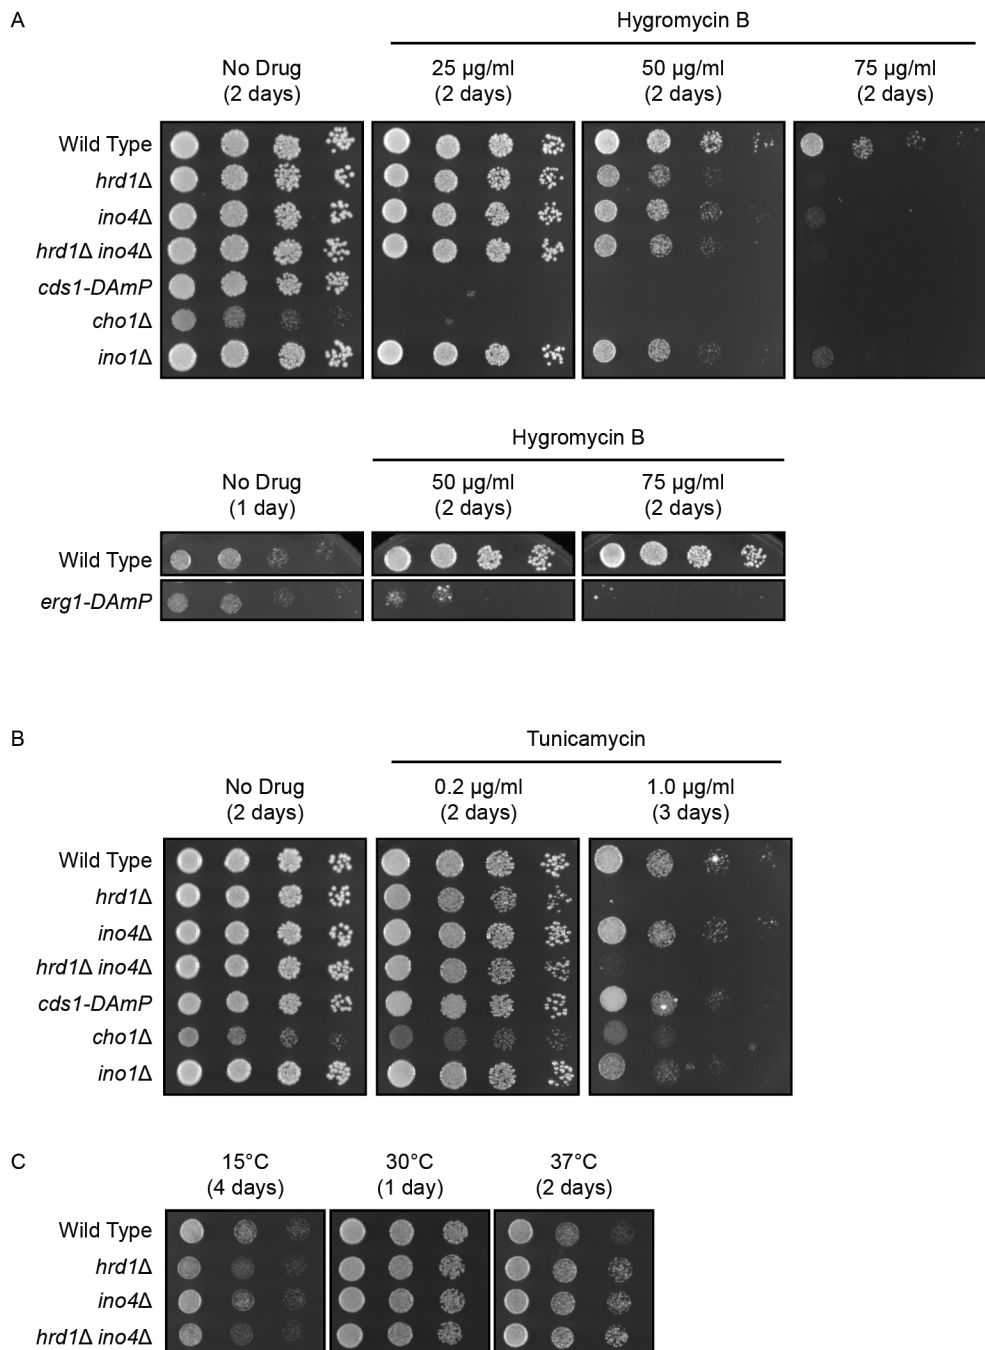 A
Hygromycin B
No Drug
(2 days)
25 µg/ml
(2 days)
50 µg/ml
(2 days)
75 µg/ml
(2 days)
Wild Type
hrd1Δ
ino4Δ
hrd1Δ ino4Δ
cds1-DAmP
cho1Δ
ino1Δ
Hygromycin B
No Drug
(1 day)
50 µg/ml
(2 days)
75 µg/ml
(2 days)
Wild Type
erg1-DAmP
B
Tunicamycin
No Drug
(2 days)
0.2 µg/ml
(2 days)
1.0 µg/ml
(3 days)
Wild Type
hrd1Δ
ino4Δ
hrd1Δ ino4Δ
cds1-DAmP
cho1Δ
ino1Δ
C
15°C
(4 days)
30°C
(1 day)
37°C
(2 days)
Wild Type
hrd1Δ
ino4Δ
hrd1Δ ino4Δ